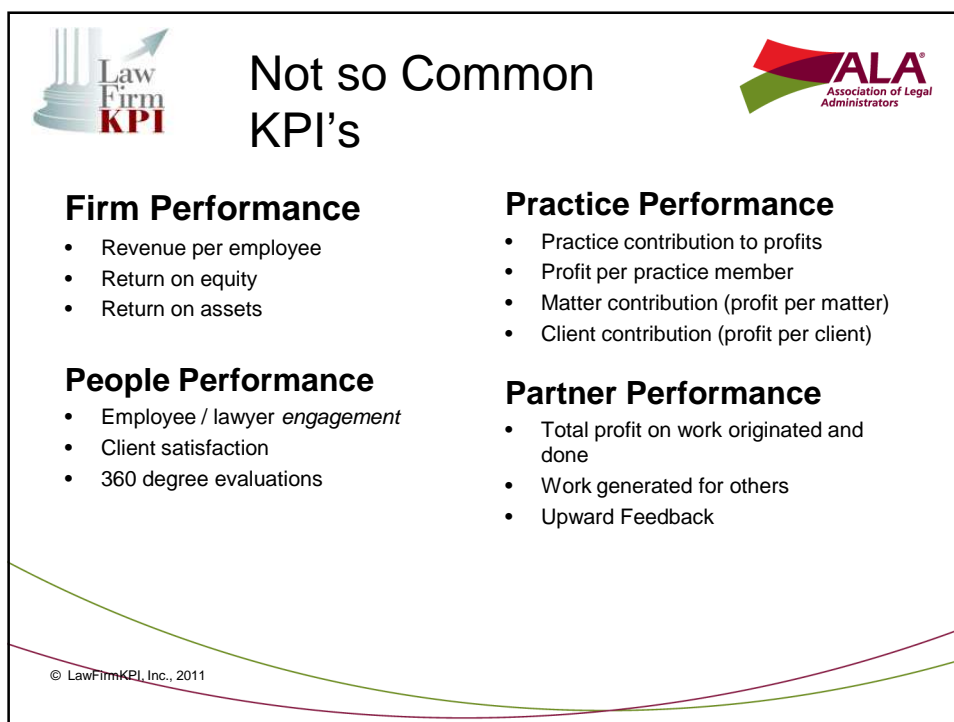 Law
Firm
KPI
Not so Common
KPI's
ALA®
Association of Legal
Administrators
Firm Performance
• Revenue per employee
• Return on equity
• Return on assets
People Performance
• Employee / lawyer engagement
• Client satisfaction
• 360 degree evaluations
Practice Performance
• Practice contribution to profits
• Profit per practice member
• Matter contribution (profit per matter)
• Client contribution (profit per client)
Partner Performance
• Total profit on work originated and
done
• Work generated for others
• Upward Feedback
© LawFirmKPI, Inc., 2011